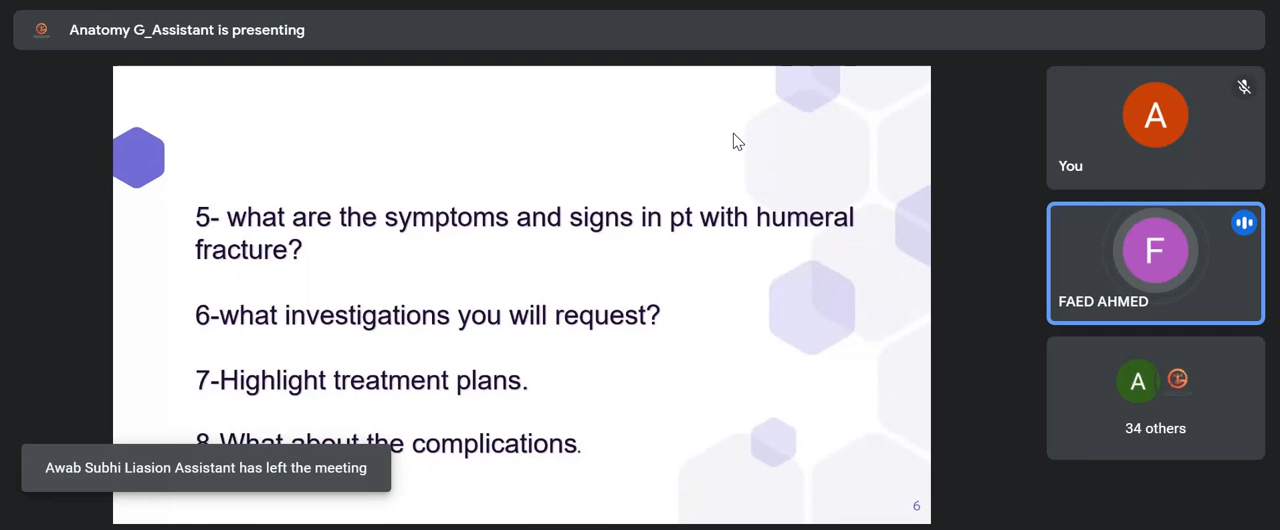 Anatomy G_Assistant is presenting
5- what are the symptoms and signs in pt with humeral
fracture?
6-what investigations you will request?
7-Highlight treatment plans.
8-What about the complications.
6
Awab Subhi Liasion Assistant has left the meeting
A
You
F
FAED AHMED
A
34 others